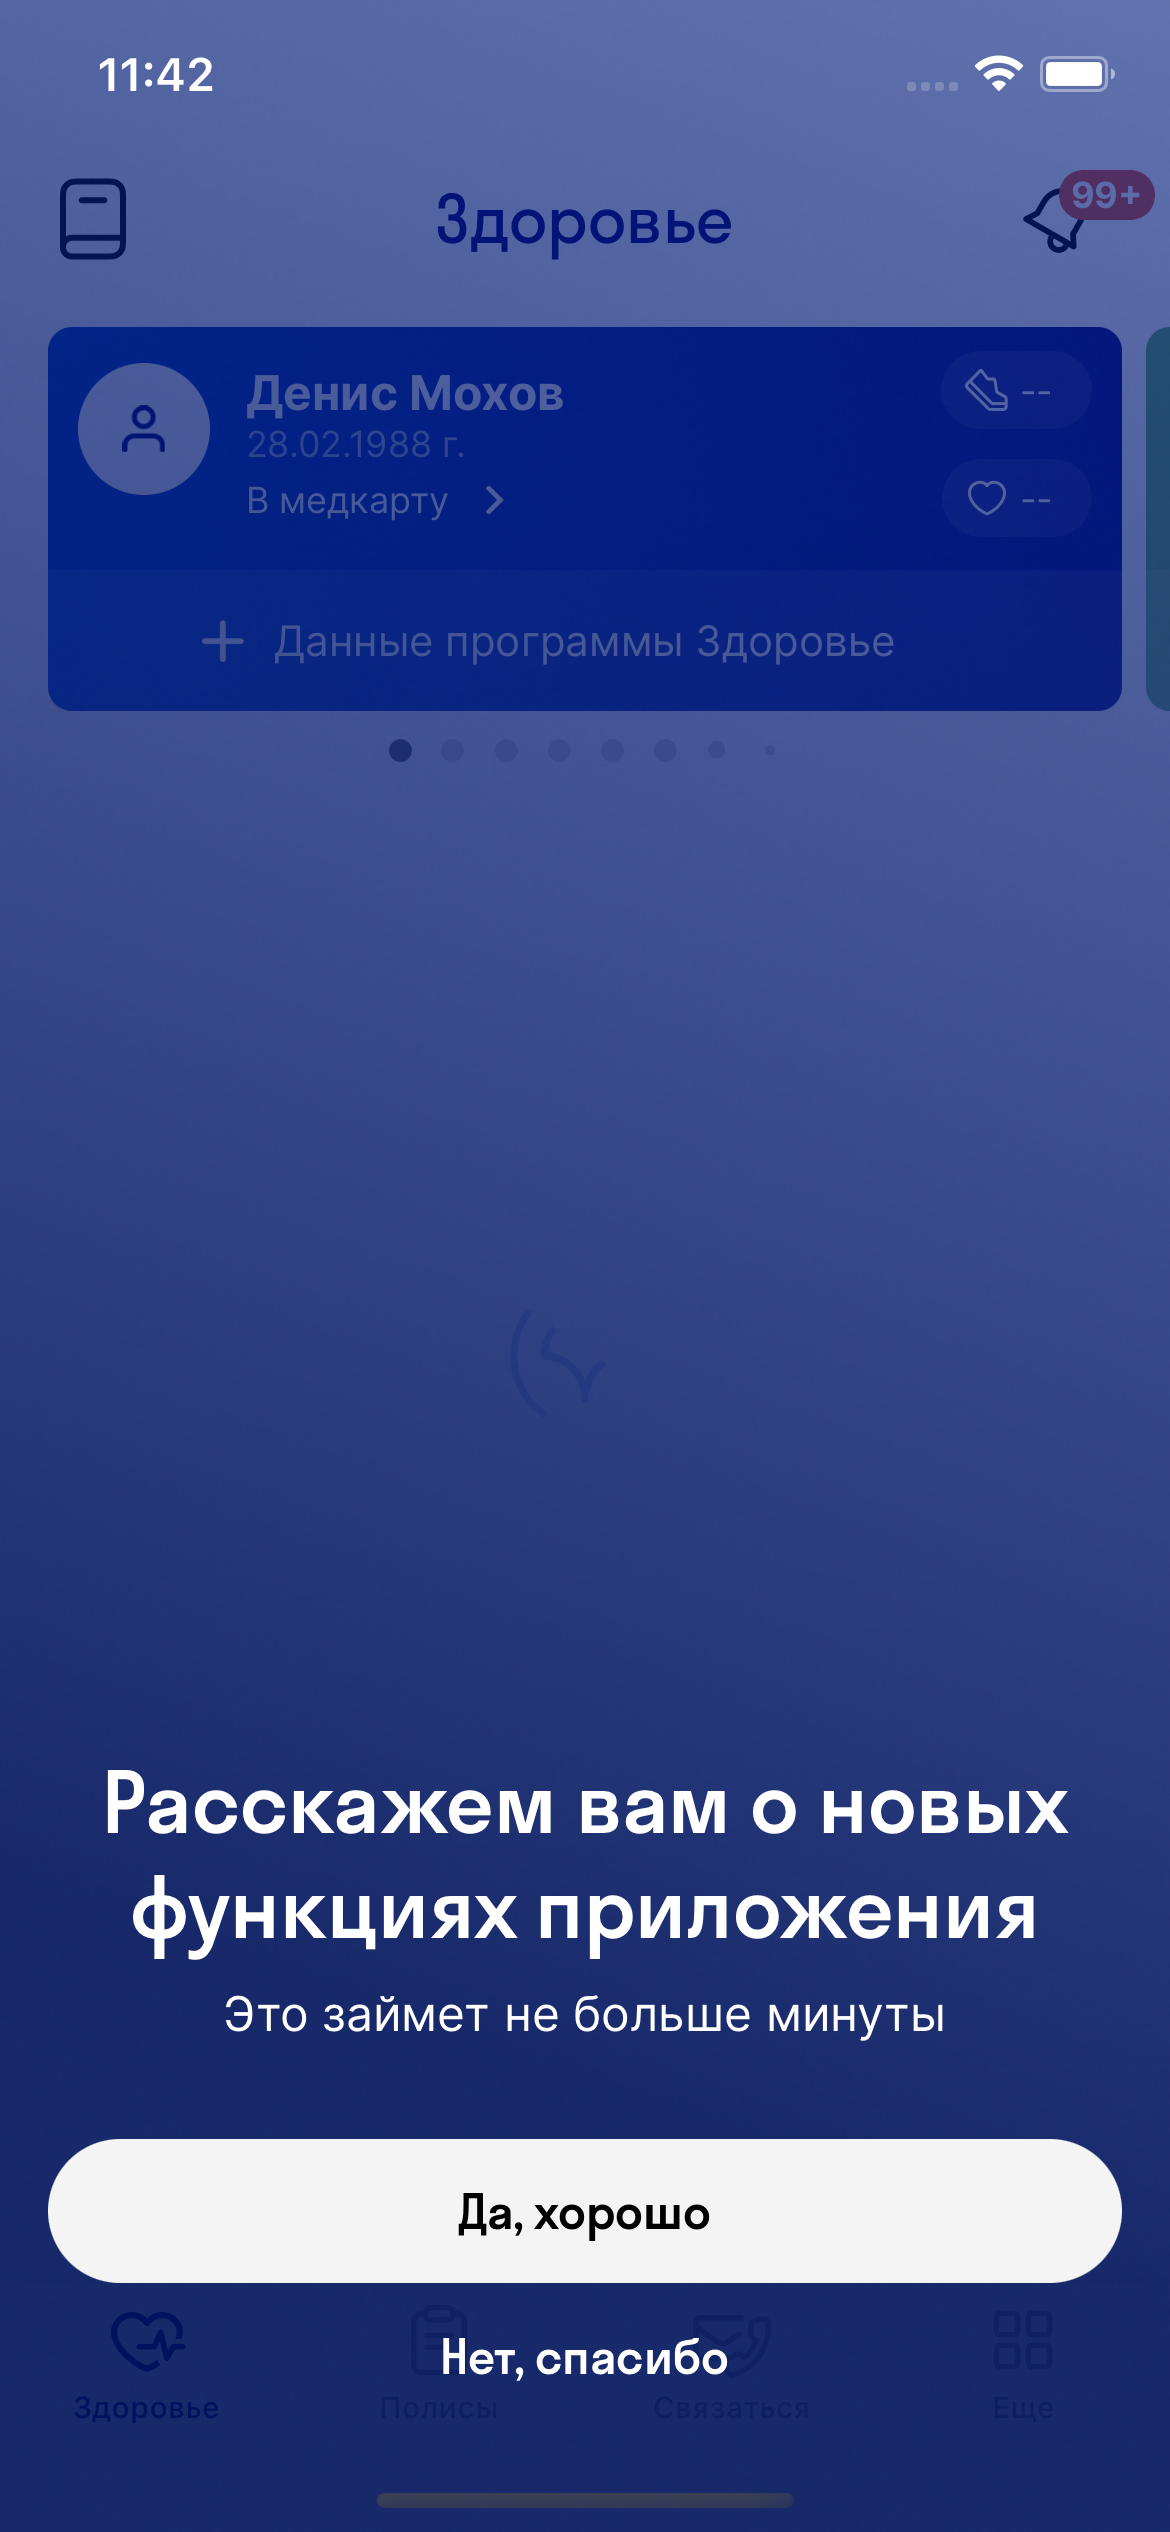 11:42
Здоровье
99+
Денис Мохов
28.02.1988 г.
В медкарту
--
--
Данные программы Здоровье
Расскажем вам о новых
функциях приложения
Это займет не больше минуты
Да, хорошо
Нет, спасибо
Здоровье
Полисы
Связаться
Еще